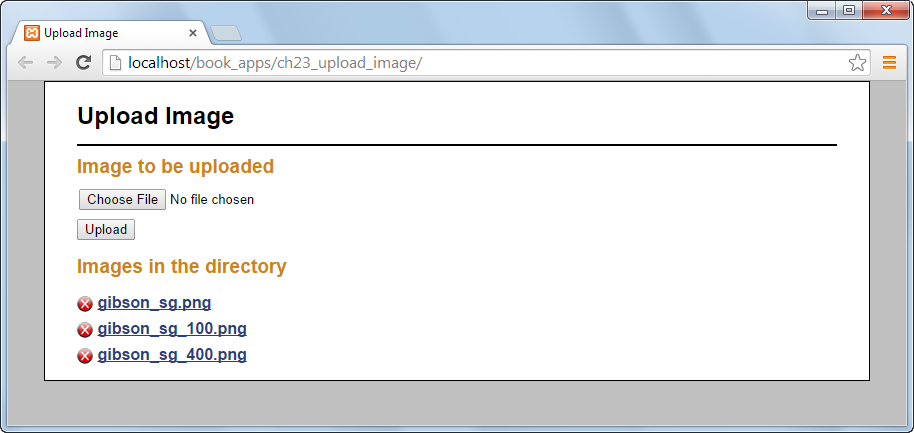 Upload Image
localhost/book_apps/ch23_upload_image/
Upload Image
Image to be uploaded
Choose File No file chosen
Upload
Images in the directory
gibson_sg.png
gibson_sg_100.png
gibson_sg_400.png